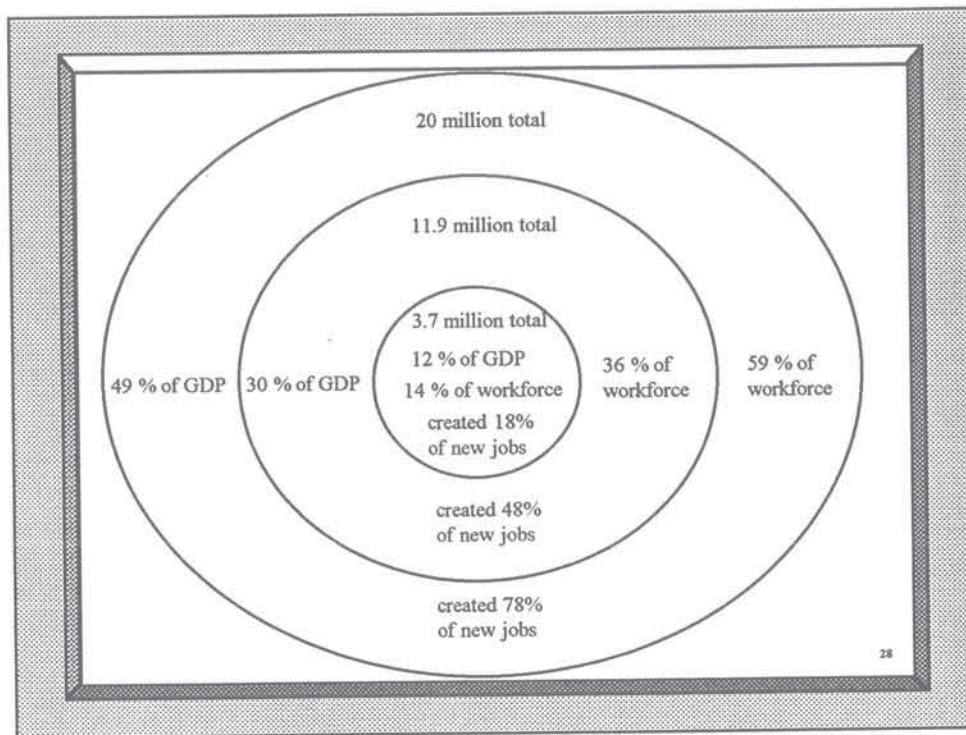 20 million total
11.9 million total
3.7 million total
12 % of GDP
14 % of workforce
created 18%
of new jobs
49 % of GDP
30 % of GDP
36 % of
workforce
59 % of
workforce
created 48%
of new jobs
created 78%
of new jobs
28